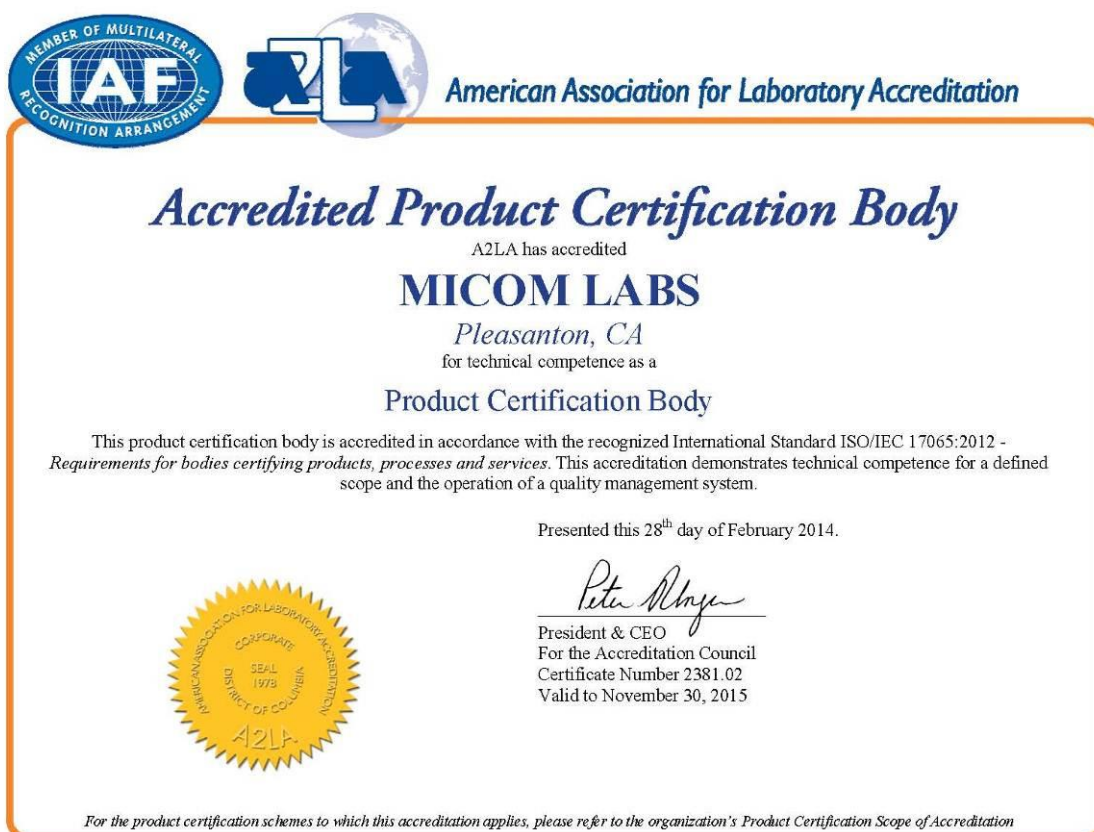 MEMBER OF MULTILATERAL
IAF
RECOGNITION ARRANGEMENT
A2LA
American Association for Laboratory Accreditation
Accredited Product Certification Body
A2LA has accredited
MICOM LABS
Pleasanton, CA
for technical competence as a
Product Certification Body
This product certification body is accredited in accordance with the recognized International Standard ISO/IEC 17065:2012 -
Requirements for bodies certifying products, processes and services. This accreditation demonstrates technical competence for a defined
scope and the operation of a quality management system.
Presented this 28th day of February 2014.
President & CEO
For the Accreditation Council
Certificate Number 2381.02
Valid to November 30, 2015
AMERICAN ASSOCIATION FOR LABORATORY ACCREDITATION
CORPORATE
SEAL
1978
DISTRICT OF COLUMBIA
A2LA
For the product certification schemes to which this accreditation applies, please refer to the organization's Product Certification Scope of Accreditation